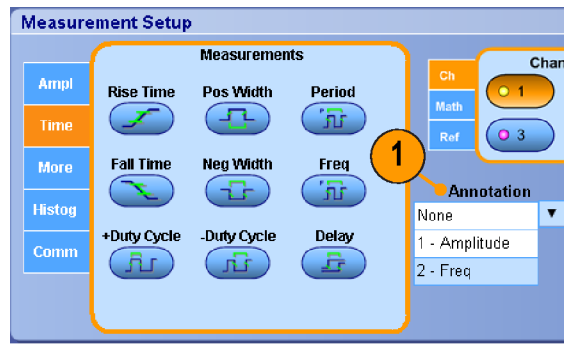 Measurement Setup
Measurements
Chan
Ampl
Time
More
Histog
Comm
Rise Time Pos Width Period
Fall Time Neg Width Freq
+Duty Cycle -Duty Cycle Delay
Ch
Math
Ref
1
3
1
Annotation
None
1 - Amplitude
2 - Freq